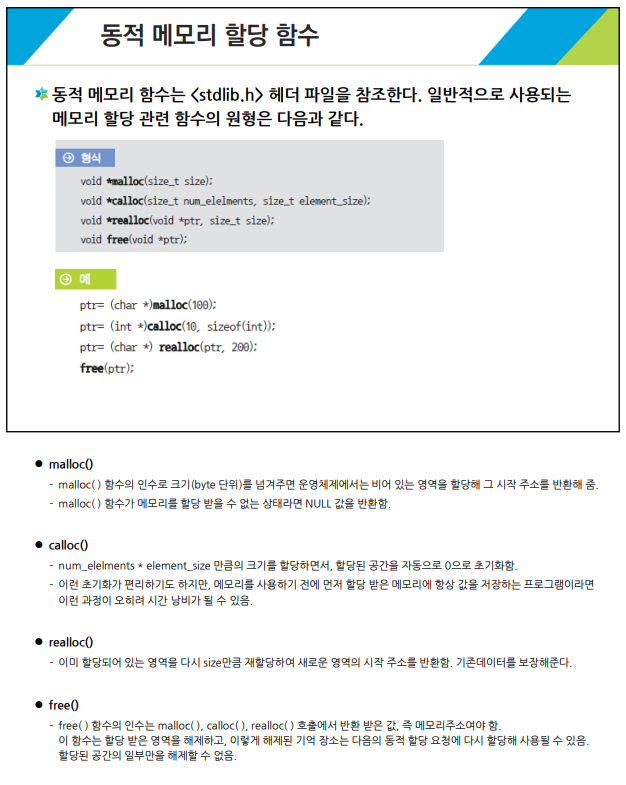 동적 메모리 할당 함수
동적 메모리 함수는 <stdlib.h> 헤더 파일을 참조한다. 일반적으로 사용되는
메모리 할당 관련 함수의 원형은 다음과 같다.
형식
void *malloc(size_t size);
void *calloc(size_t num_elelments, size_t element_size);
void *realloc(void *ptr, size_t size);
void free(void *ptr);
예
ptr= (char *)malloc(100);
ptr= (int *)calloc(10, sizeof(int));
ptr= (char *) realloc(ptr, 200);
free(ptr);
● malloc()
- malloc( ) 함수의 인수로 크기(byte 단위)를 넘겨주면 운영체제에서는 비어 있는 영역을 할당해 그 시작 주소를 반환해 줌.
- malloc( ) 함수가 메모리를 할당 받을 수 없는 상태라면 NULL 값을 반환함.
● calloc()
- num_elelments * element_size 만큼의 크기를 할당하면서, 할당된 공간을 자동으로 0으로 초기화함.
- 이런 초기화가 편리하기도 하지만, 메모리를 사용하기 전에 먼저 할당 받은 메모리에 항상 값을 저장하는 프로그램이라면
이런 과정이 오히려 시간 낭비가 될 수 있음.
● realloc()
- 이미 할당되어 있는 영역을 다시 size만큼 재할당하여 새로운 영역의 시작 주소를 반환함. 기존데이터를 보장해준다.
● free()
- free( ) 함수의 인수는 malloc( ), calloc( ), realloc( ) 호출에서 반환 받은 값, 즉 메모리주소여야 함.
이 함수는 할당 받은 영역을 해제하고, 이렇게 해제된 기억 장소는 다음의 동적 할당 요청에 다시 할당해 사용될 수 있음.
할당된 공간의 일부만을 해제할 수 없음.